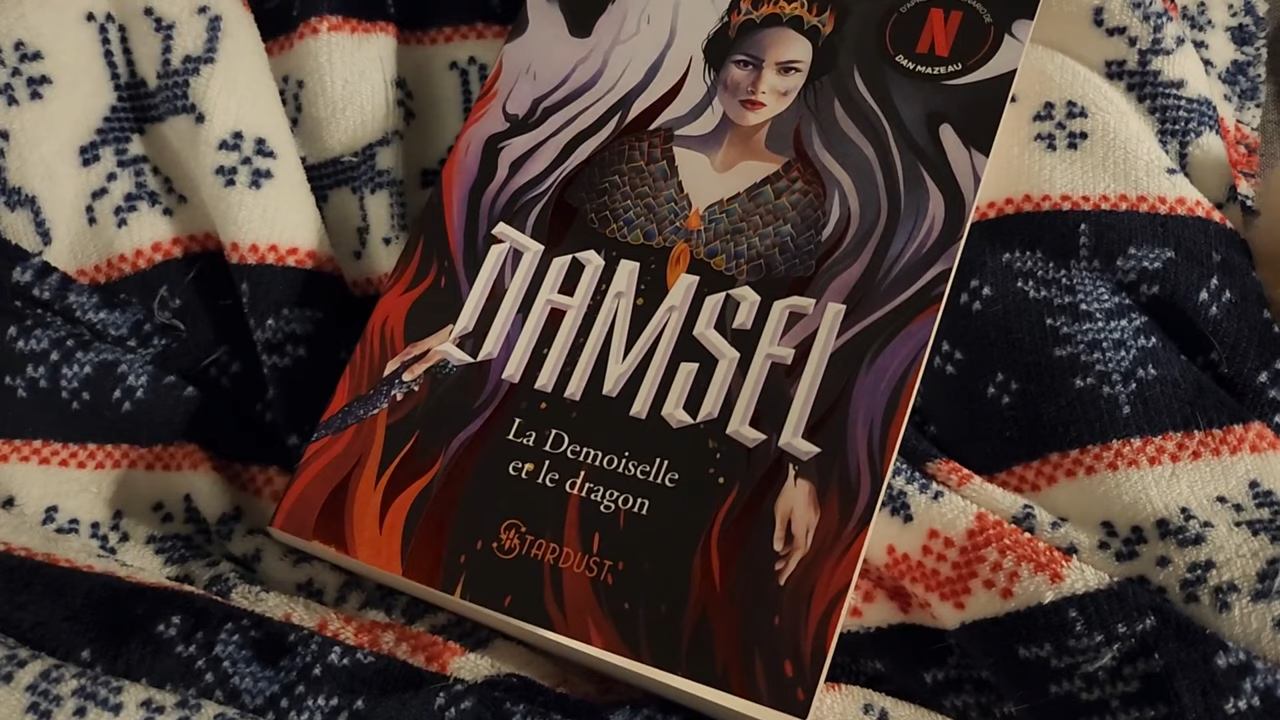 N
DAN MAZEAU
DAMSEL
La Demoiselle
et le dragon
STARDUST